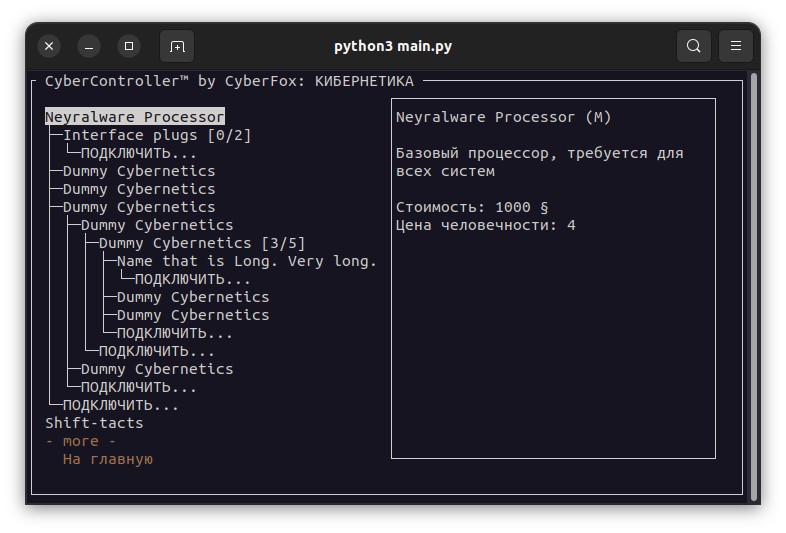 python3 main.py
CyberController™ by CyberFox: КИБЕРНЕТИКА
Neyralware Processor
Interface plugs [0/2]
ПОДКЛЮЧИТЬ...
Dummy Cybernetics
Dummy Cybernetics
Dummy Cybernetics
Dummy Cybernetics
Dummy Cybernetics [3/5]
Name that is Long. Very long.
ПОДКЛЮЧИТЬ...
Dummy Cybernetics
Dummy Cybernetics
ПОДКЛЮЧИТЬ...
ПОДКЛЮЧИТЬ...
Dummy Cybernetics
ПОДКЛЮЧИТЬ...
ПОДКЛЮЧИТЬ...
Shift-tacts
- more -
На главную
Neyralware Processor (M)
Базовый процессор, требуется для
всех систем
Стоимость: 1000 §
Цена человечности: 4